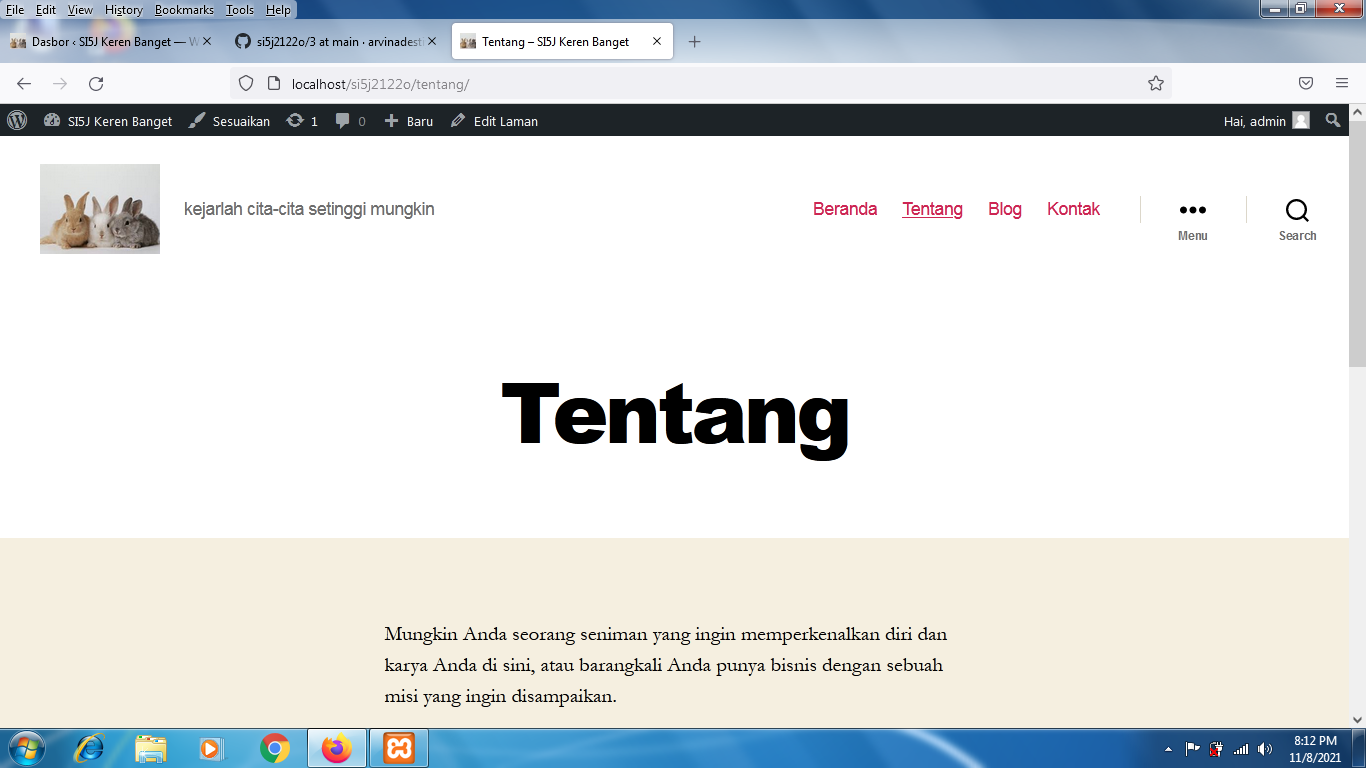 File Edit View History Bookmarks Tools Help
Dasbor ‹ SI5J Keren Banget — W
si5j2122o/3 at main · arvinadesti
Tentang – SI5J Keren Banget
localhost/si5j2122o/tentang/
SI5J Keren Banget Sesuaikan 1 0 Baru Edit Laman Hai, admin
kejarlah cita-cita setinggi mungkin
Beranda Tentang Blog Kontak
Menu
Search
Tentang
Mungkin Anda seorang seniman yang ingin memperkenalkan diri dan
karya Anda di sini, atau barangkali Anda punya bisnis dengan sebuah
misi yang ingin disampaikan.
8:12 PM
11/8/2021